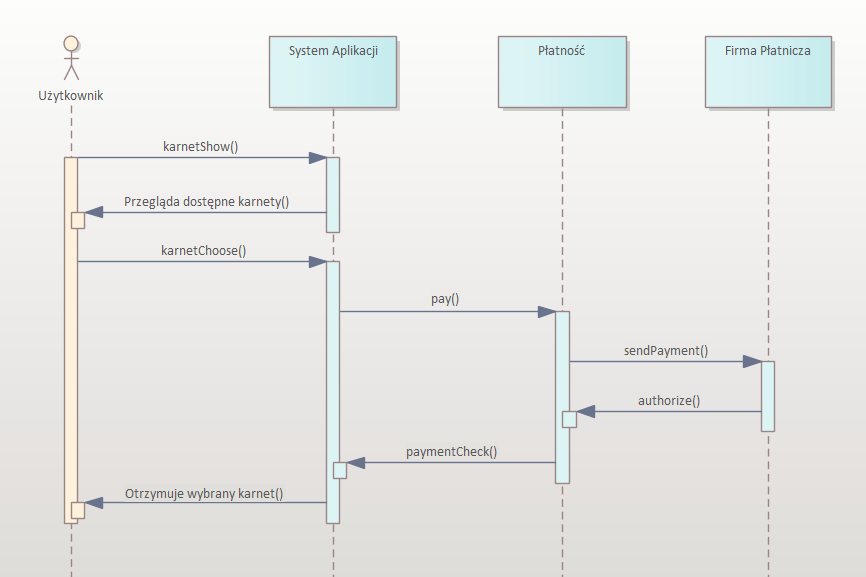 System Aplikacji
Płatność
Firma Płatnicza
Użytkownik
karnetShow()
Przegląda dostępne karnety()
karnetChoose()
pay()
sendPayment()
authorize()
paymentCheck()
Otrzymuje wybrany karnet()